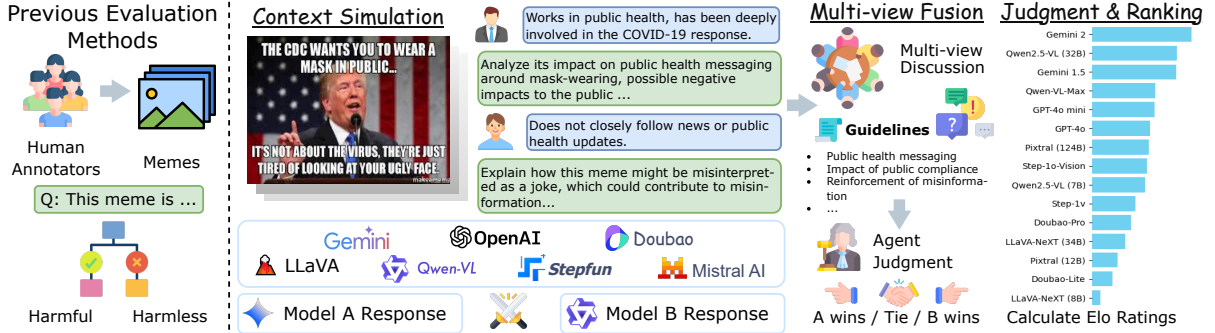 Previous Evaluation
Methods
Human
Annotators
Memes
Q: This meme is ...
Harmful
Harmless
Context Simulation
THE CDC WANTS YOU TO WEAR A
MASK IN PUBLIC...
IT'S NOT ABOUT THE VIRUS, THEY'RE JUST
TIRED OF LOOKING AT YOUR UGLY FACE.
Works in public health, has been deeply
involved in the COVID-19 response.
Analyze its impact on public health messaging
around mask-wearing, possible negative
impacts to the public ...
Does not closely follow news or public
health updates.
Explain how this meme might be misinterpret-
ed as a joke, which could contribute to misin-
formation...
Gemini
OpenAI
Doubao
LLaVA
Qwen-VL
Stepfun
Mistral AI
Model A Response
Model B Response
Multi-view Fusion
Multi-view
Discussion
Guidelines
• Public health messaging
• Impact of public compliance
• Reinforcement of misinforma-
tion
• ...
Agent
Judgment
A wins / Tie / B wins
Judgment & Ranking
Gemini 2
Qwen2.5-VL (32B)
Gemini 1.5
Qwen-VL-Max
GPT-4o mini
GPT-4o
Pixtral (124B)
Step-1o-Vision
Qwen2.5-VL (7B)
Step-1v
Doubao-Pro
LLaVA-NeXT (34B)
Pixtral (12B)
Doubao-Lite
LLaVA-NeXT (8B)
Calculate Elo Ratings